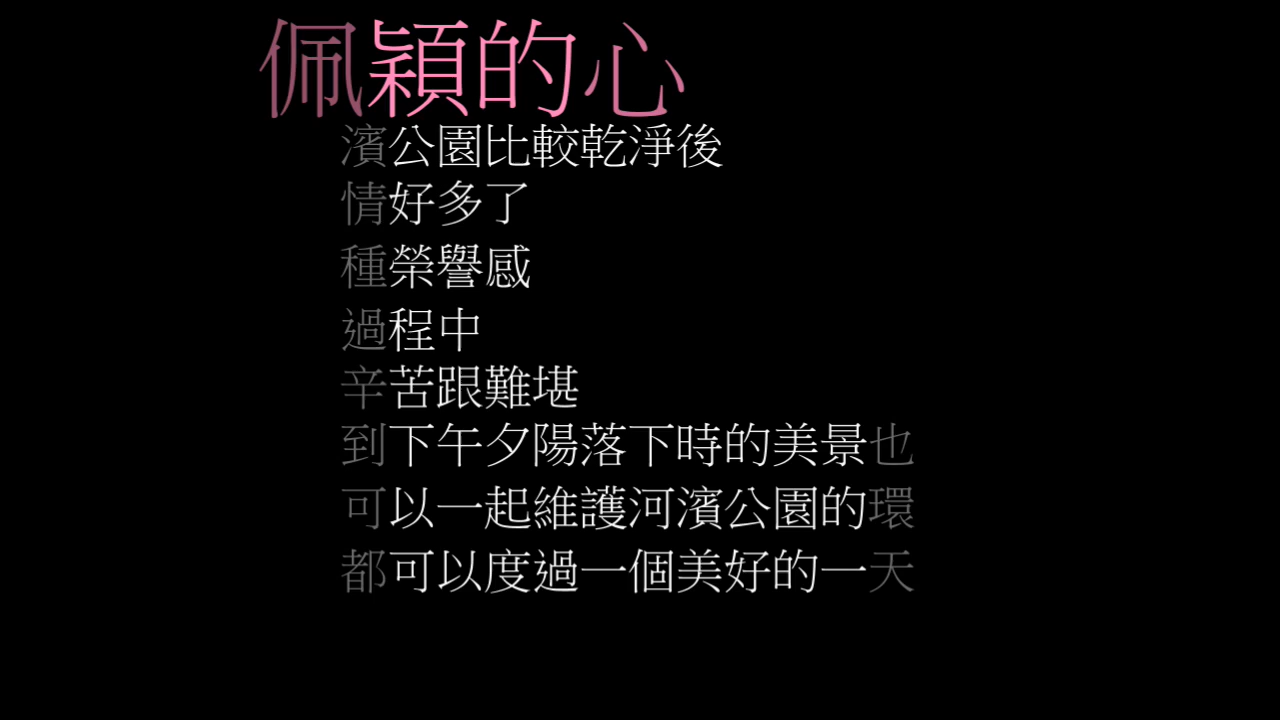 佩穎的心
濱公園比較乾淨後
情好多了
種榮譽感
過程中
辛苦跟難堪
到下午夕陽落下時的美景也
可以一起維護河濱公園的環
都可以度過一個美好的一天